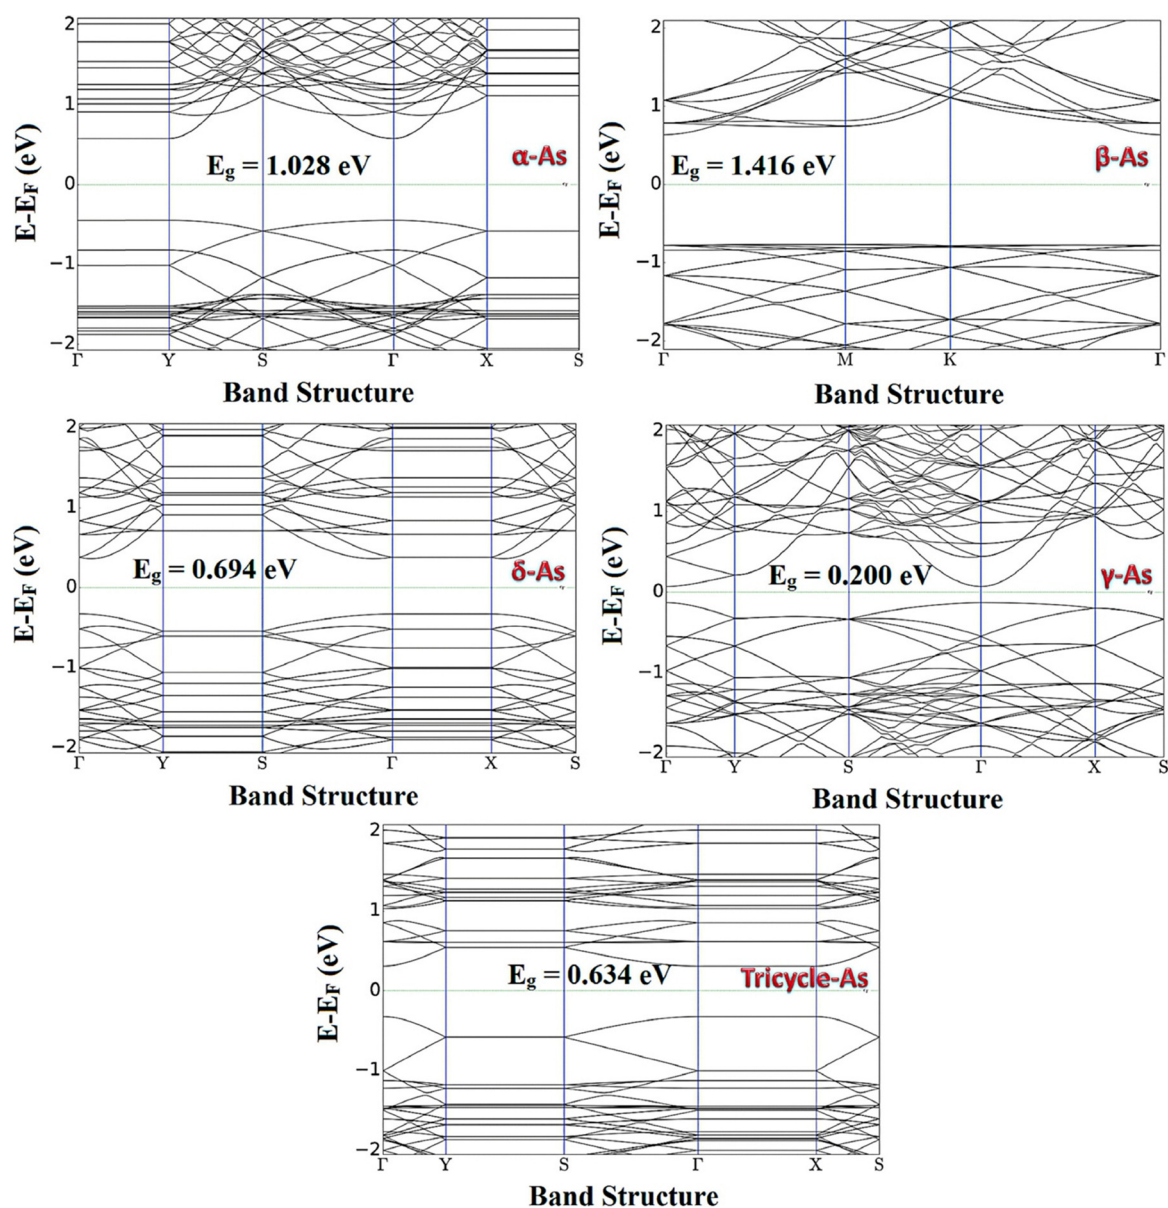 2
1
0
−1
−2
E-E_F (eV)
E_g = 1.028 eV
α-As
Γ Y S Γ X S
Band Structure
2
1
0
−1
−2
E-E_F (eV)
E_g = 1.416 eV
β-As
Γ M K Γ
Band Structure
2
1
0
−1
−2
E-E_F (eV)
E_g = 0.694 eV
δ-As
Γ Y S Γ X S
Band Structure
2
1
0
−1
−2
E-E_F (eV)
E_g = 0.200 eV
γ-As
Γ Y S Γ X S
Band Structure
2
1
0
−1
−2
E-E_F (eV)
E_g = 0.634 eV
Tricycle-As
Γ Y S Γ X S
Band Structure